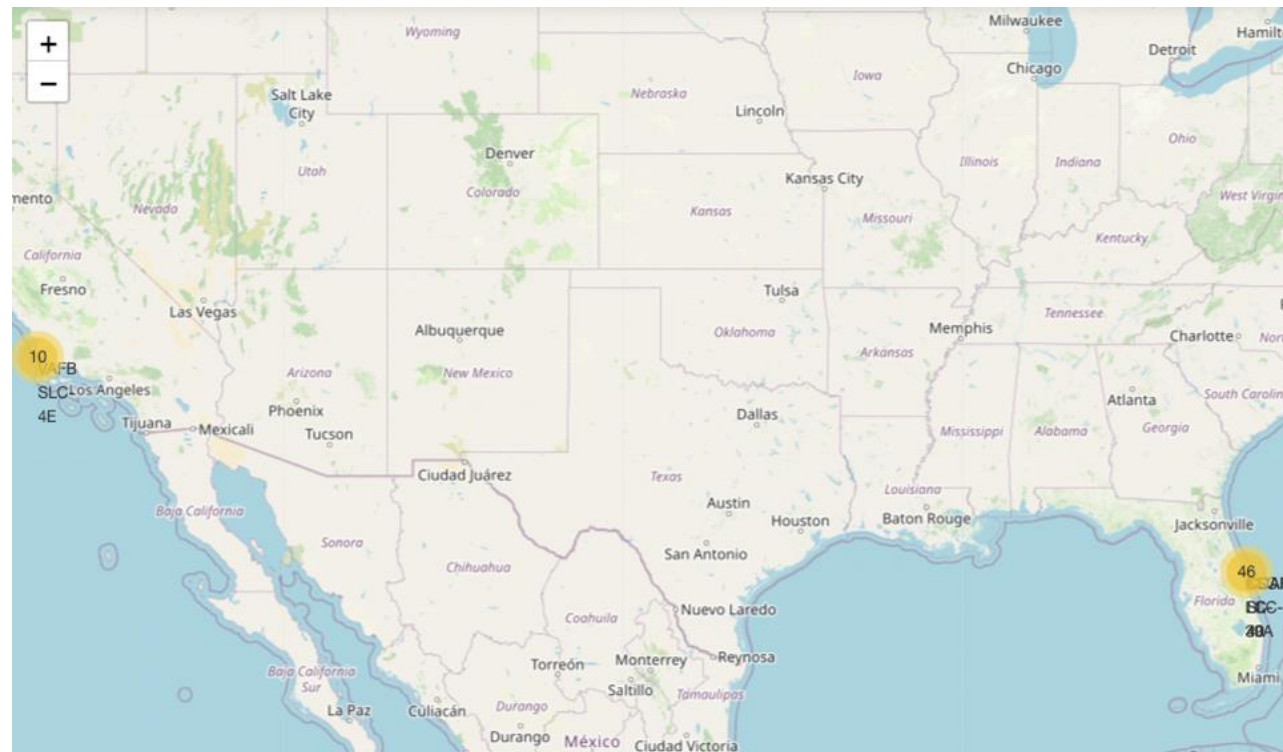 +
−
Wyoming
Milwaukee
Hamilt
Detroit
Chicago
Iowa
Salt Lake
City
Nebraska
Lincoln
Ohio
Denver
Utah
Colorado
Illinois
Indiana
Kansas City
mento
Nevada
Kansas
Missouri
West Virgin
Kentucky
California
Fresno
Las Vegas
Tulsa
Albuquerque
Oklahoma
Memphis
Tennessee
Charlotte
Nor
10
VAFB
SLC-
4E
Los Angeles
Arizona
New Mexico
Arkansas
South Carolin
Phoenix
Tijuana
Mexicali
Tucson
Dallas
Atlanta
Mississippi
Alabama
Georgia
Ciudad Juárez
Texas
Louisiana
Austin
Houston
Baton Rouge
Jacksonville
Baja California
Sonora
San Antonio
Chihuahua
46
Florida
Coahuila
Nuevo Laredo
Torreón
Monterrey
Reynosa
Baja California
Sur
Saltillo
Tamaulipas
Miami
La Paz
Culiacán
Durango
Durango
México
Ciudad Victoria